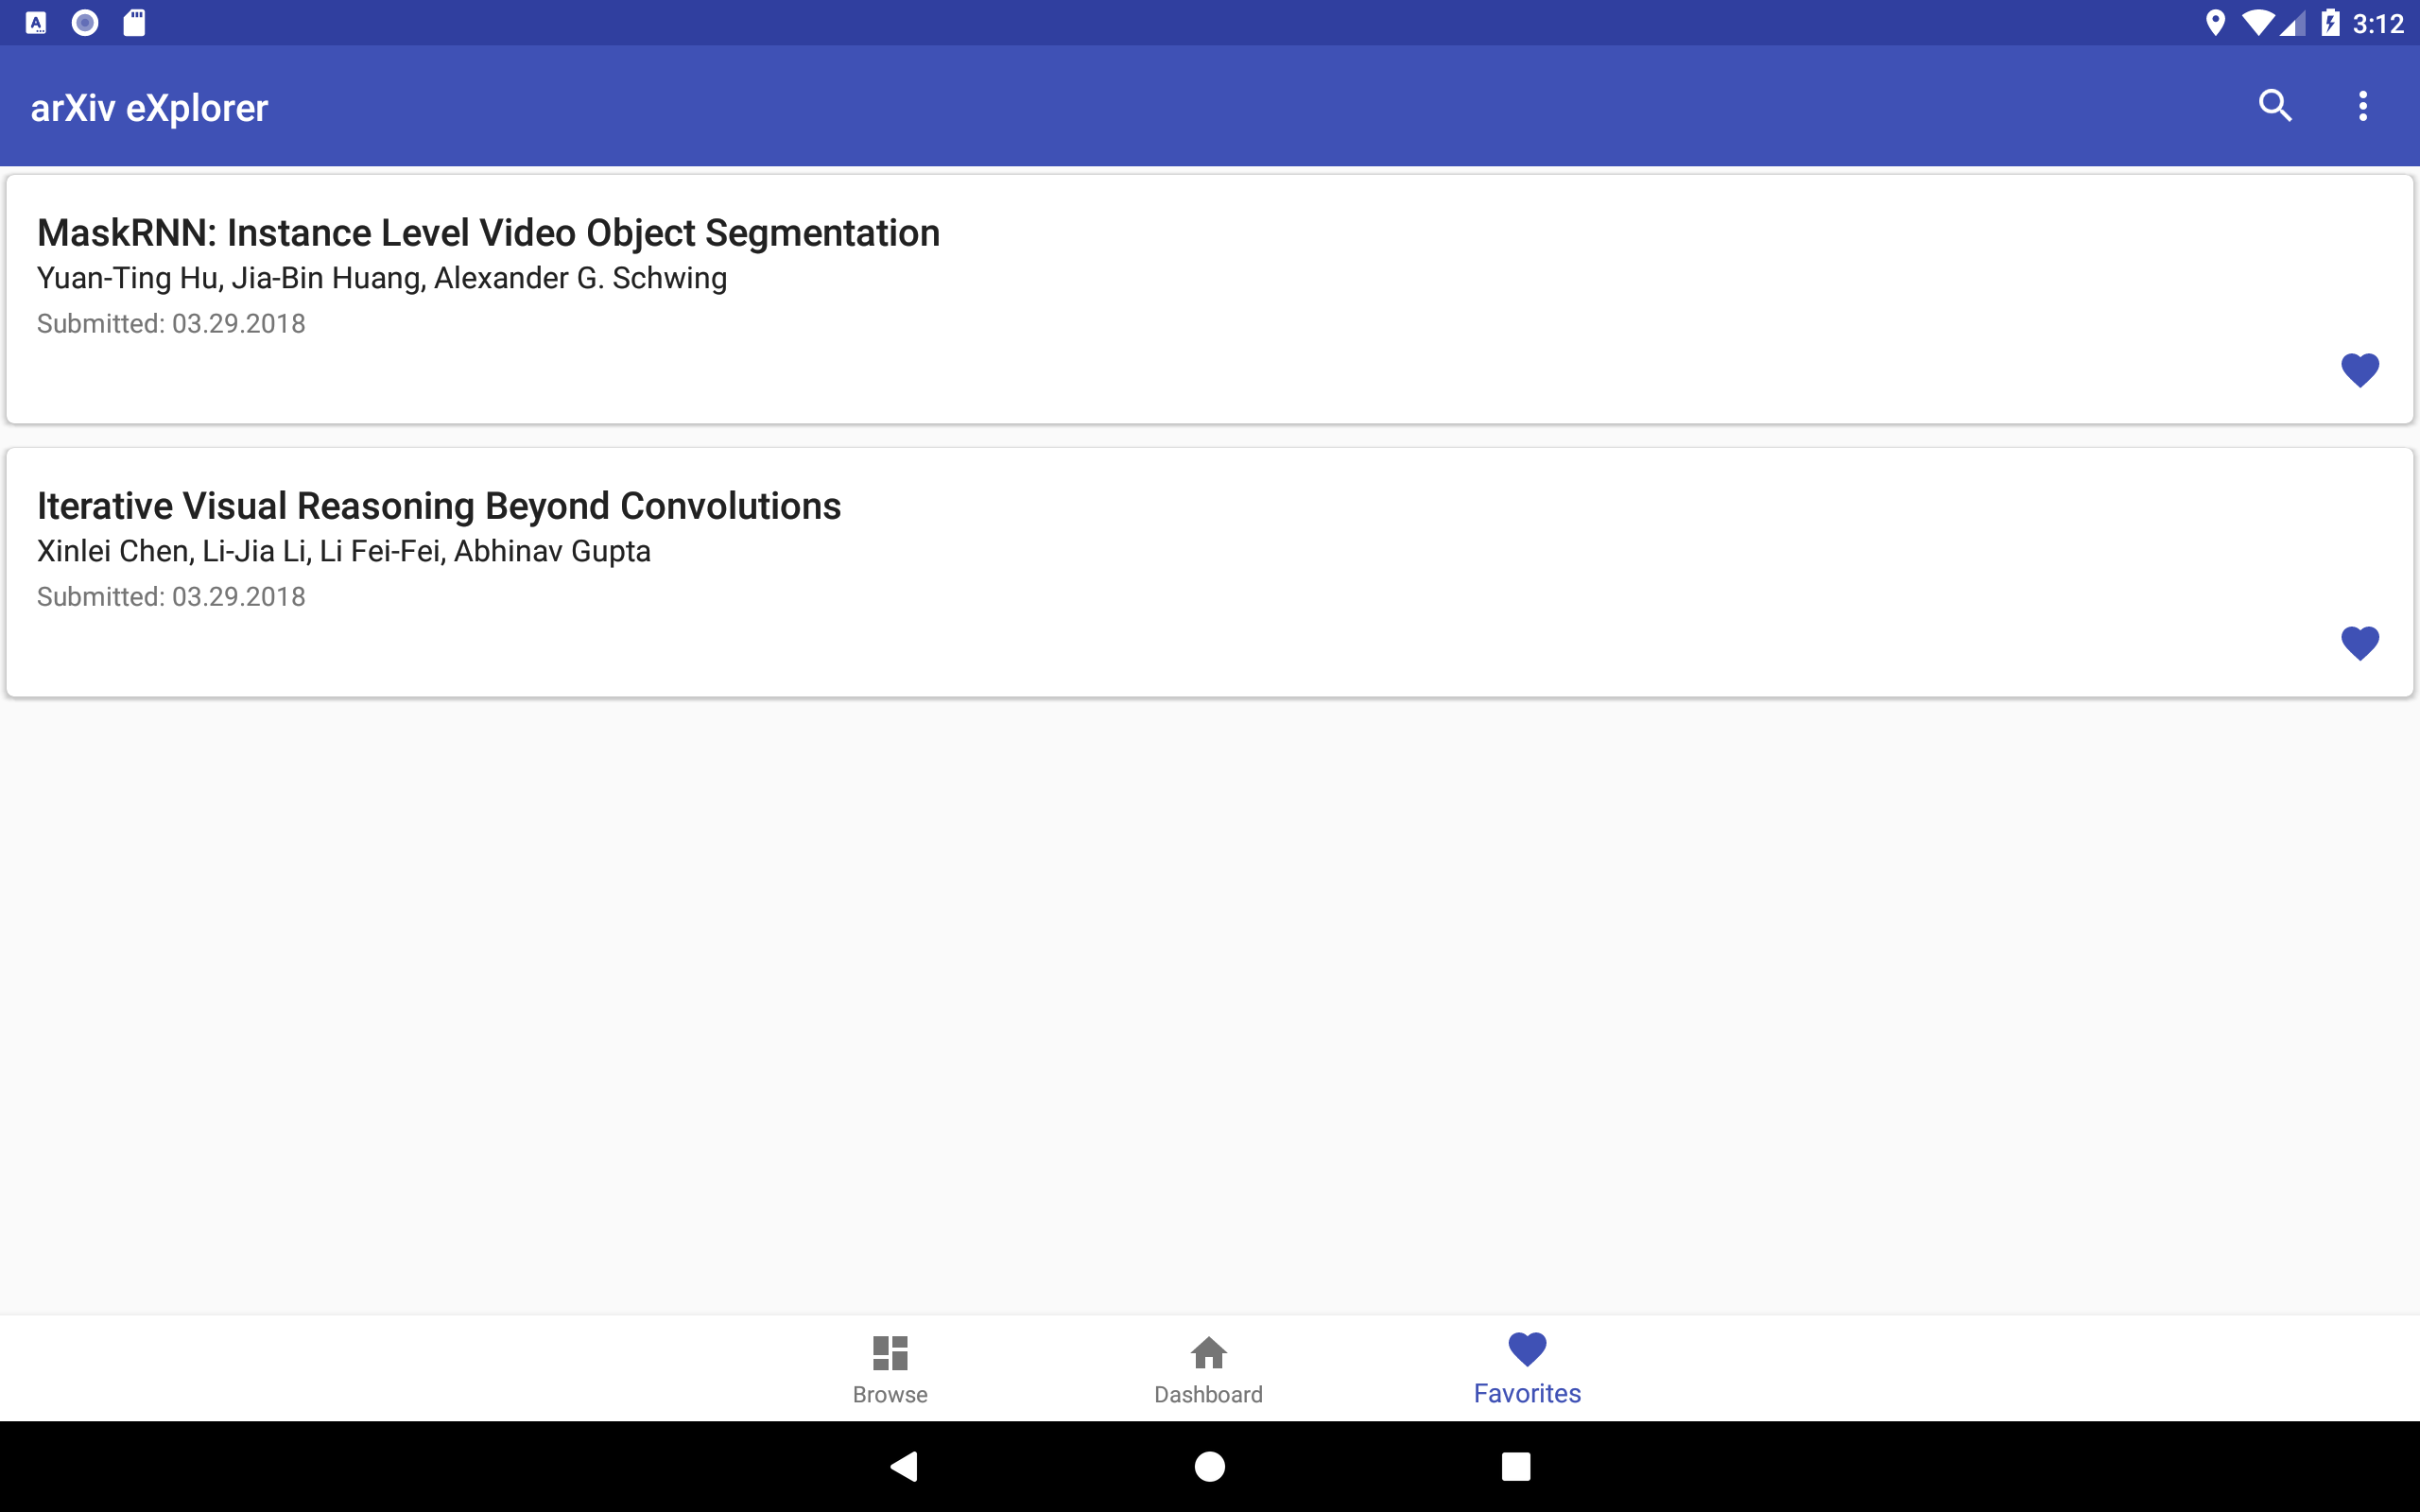 3:12
arXiv eXplorer
MaskRNN: Instance Level Video Object Segmentation
Yuan-Ting Hu, Jia-Bin Huang, Alexander G. Schwing
Submitted: 03.29.2018
Iterative Visual Reasoning Beyond Convolutions
Xinlei Chen, Li-Jia Li, Li Fei-Fei, Abhinav Gupta
Submitted: 03.29.2018
Browse
Dashboard
Favorites